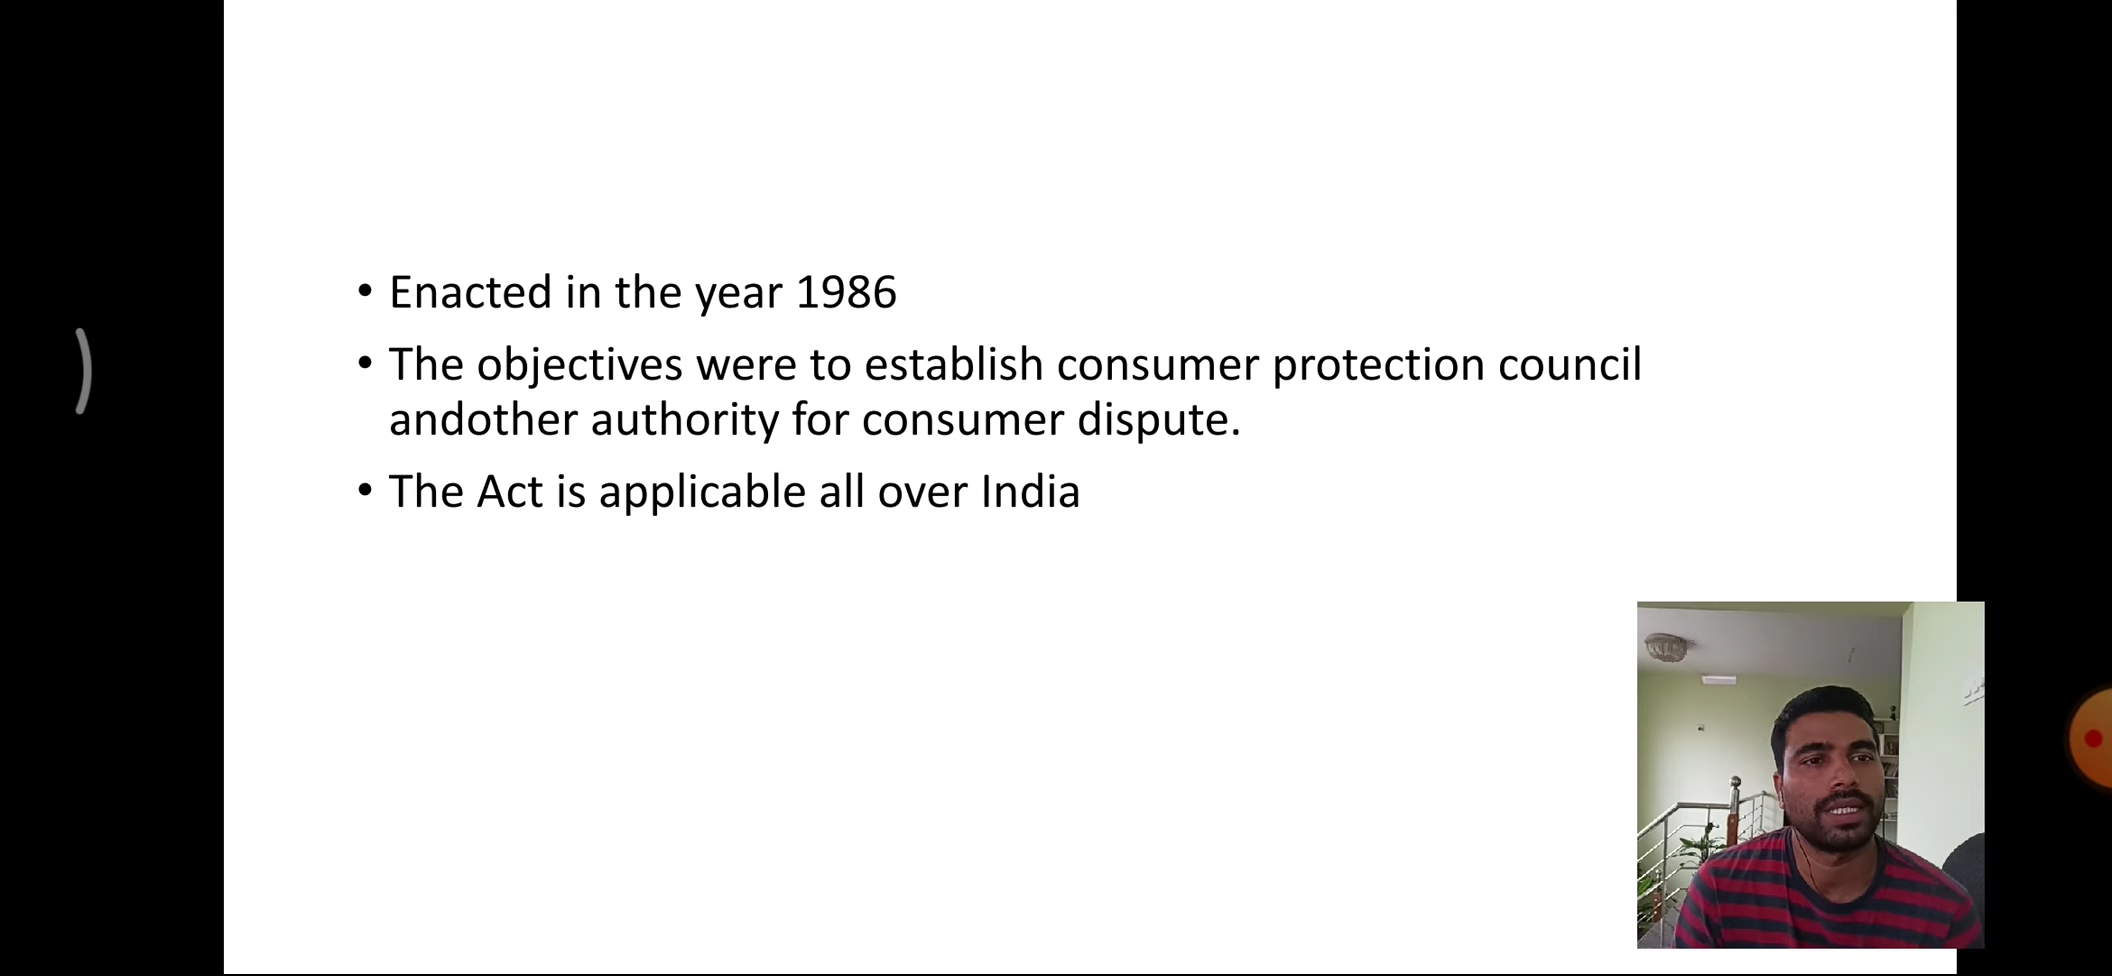 • Enacted in the year 1986
• The objectives were to establish consumer protection council
andother authority for consumer dispute.
• The Act is applicable all over India